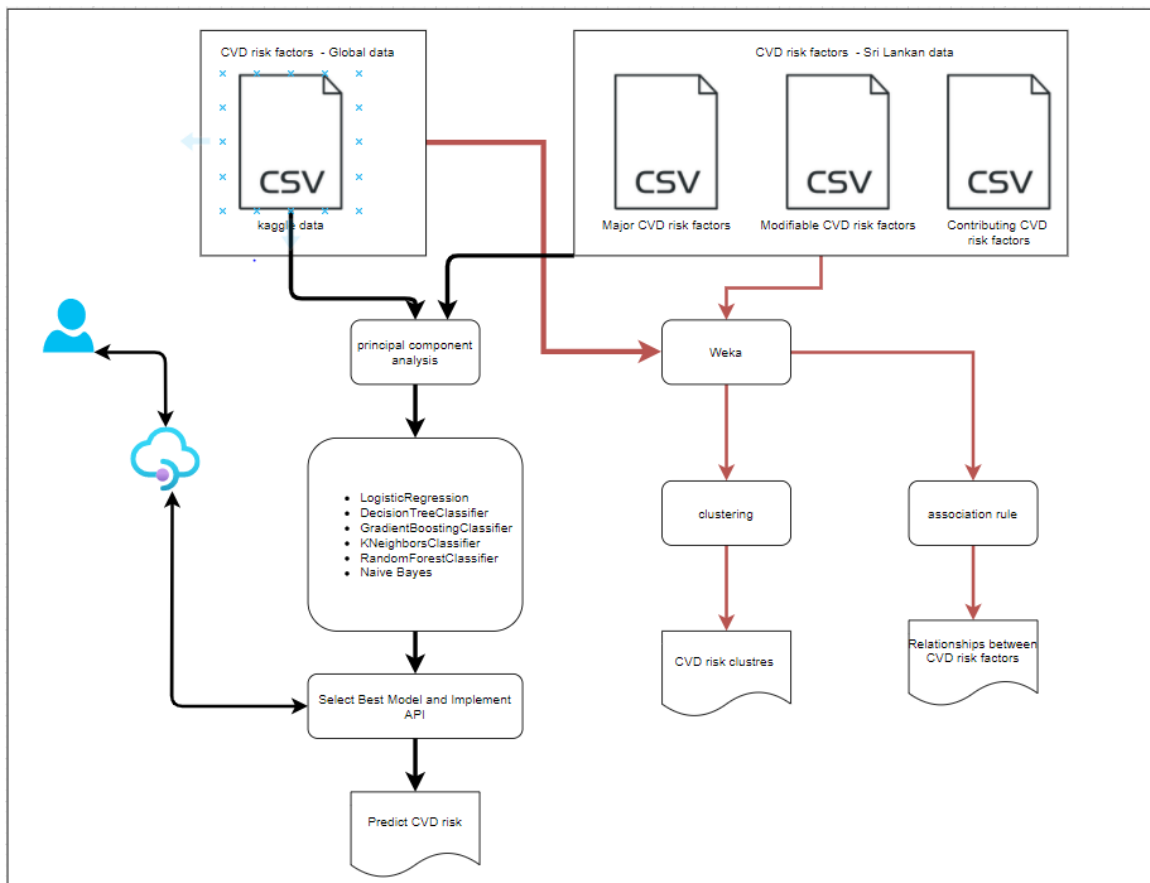 CVD risk factors - Global data
CSV
kaggle data
CVD risk factors - Sri Lankan data
CSV
CSV
CSV
Major CVD risk factors
Modifiable CVD risk factors
Contributing CVD
risk factors
principal component
analysis
Weka
• LogisticRegression
• DecisionTreeClassifier
• GradientBoostingClassifier
• KNeighborsClassifier
• RandomForestClassifier
• Naive Bayes
clustering
association rule
CVD risk clustres
Relationships between
CVD risk factors
Select Best Model and Implement
API
Predict CVD risk